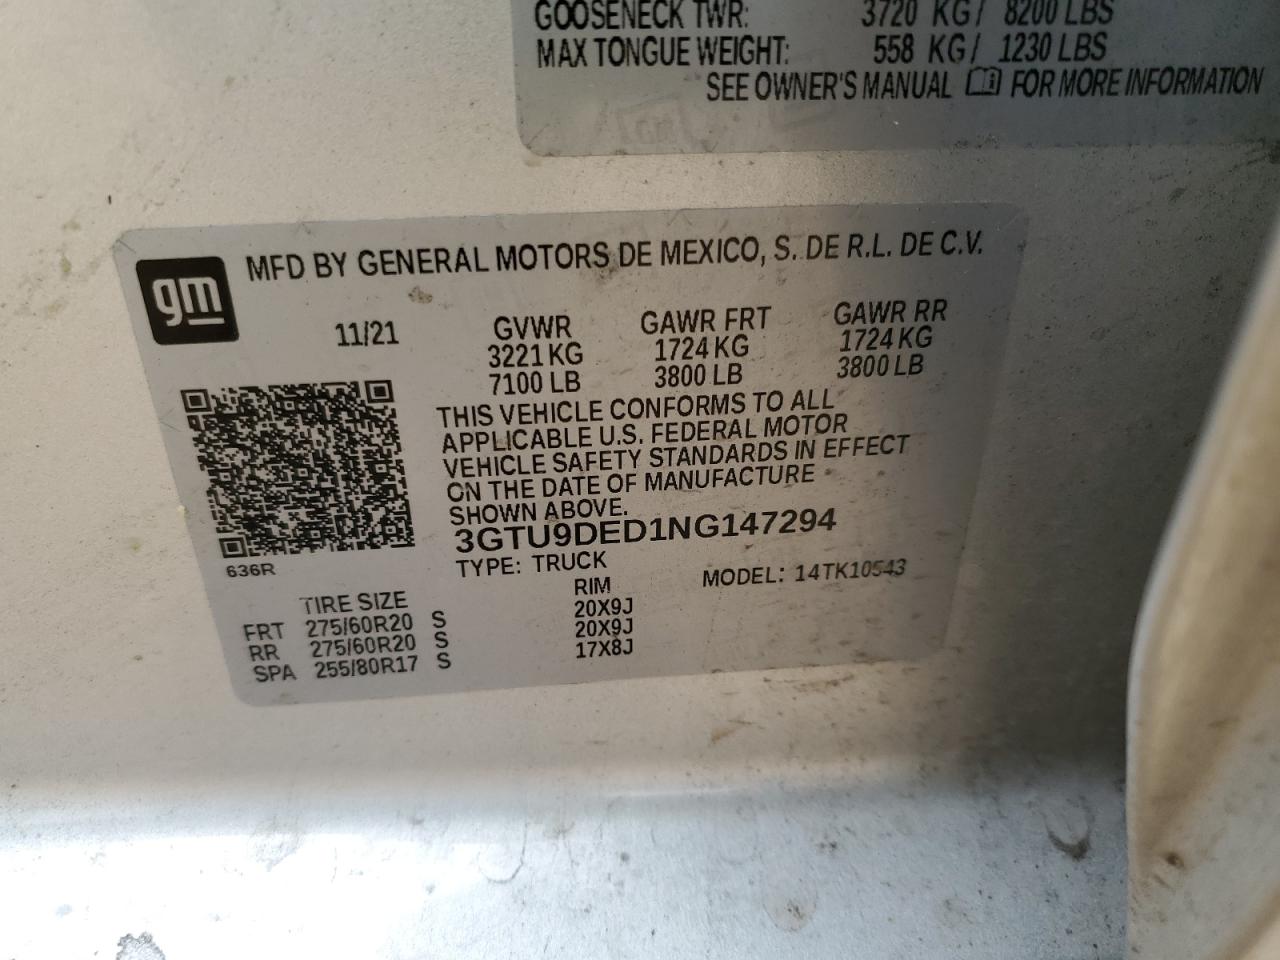 GOOSENECK TWR: 3720 KG/ 8200 LBS
MAX TONGUE WEIGHT: 558 KG/ 1230 LBS
SEE OWNER'S MANUAL FOR MORE INFORMATION
gm
MFD BY GENERAL MOTORS DE MEXICO, S. DE R.L. DE C.V.
11/21 GVWR GAWR FRT GAWR RR
3221 KG 1724 KG 1724 KG
7100 LB 3800 LB 3800 LB
THIS VEHICLE CONFORMS TO ALL
APPLICABLE U.S. FEDERAL MOTOR
VEHICLE SAFETY STANDARDS IN EFFECT
ON THE DATE OF MANUFACTURE
SHOWN ABOVE.
3GTU9DED1NG147294
636R
TYPE: TRUCK MODEL: 14TK10543
TIRE SIZE RIM
FRT 275/60R20 S 20X9J
RR 275/60R20 S 20X9J
SPA 255/80R17 S 17X8J